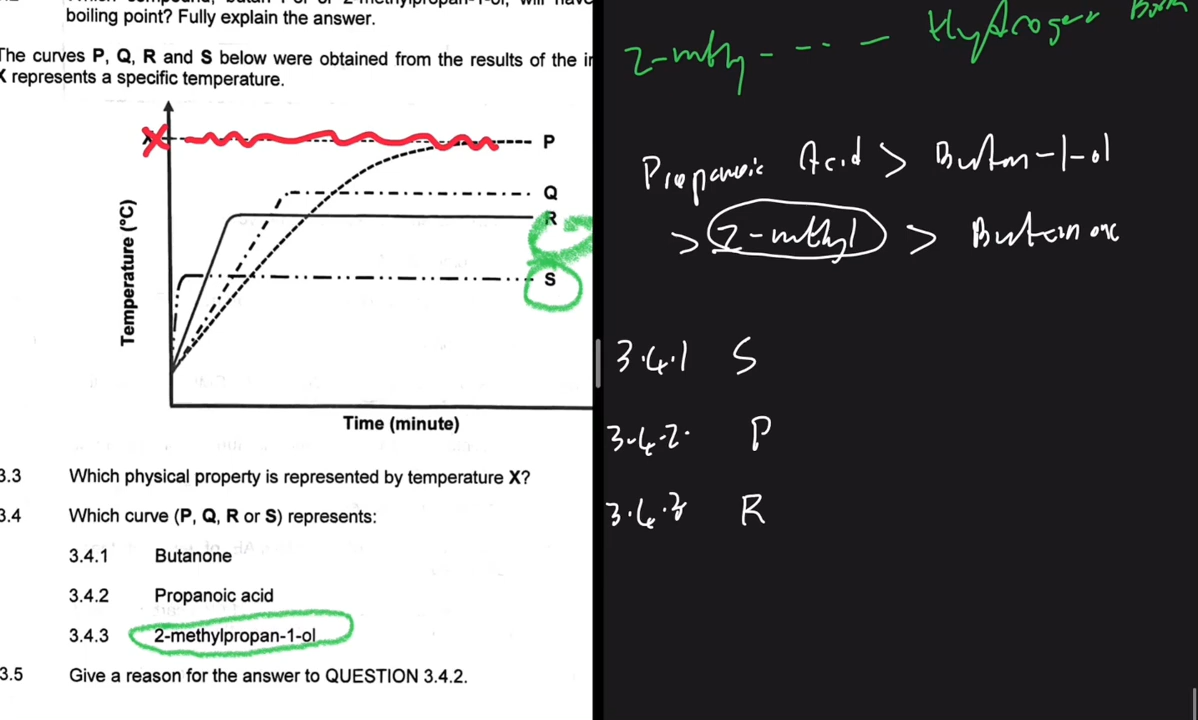 boiling point? Fully explain the answer.
The curves P, Q, R and S below were obtained from the results of the
X represents a specific temperature.
X
P
Q
R
S
Temperature (°C)
Time (minute)
3.3 Which physical property is represented by temperature X?
3.4 Which curve (P, Q, R or S) represents:
3.4.1 Butanone
3.4.2 Propanoic acid
3.4.3 2-methylpropan-1-ol
3.5 Give a reason for the answer to QUESTION 3.4.2.
2-mthy - - - - Hydrogen
Propanoic Acid > Butan-1-ol
> 2-mthyl > Butanone
3.4.1 S
3.4.2. P
3.4.3 R